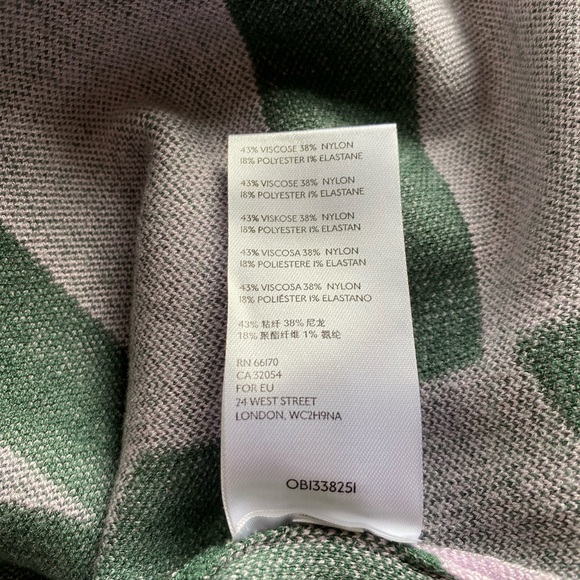 43% VISCOSE 38% NYLON
18% POLYESTER 1% ELASTANE
43% VISCOSE 38% NYLON
18% POLYESTER 1% ELASTANE
43% VISKOSE 38% NYLON
18% POLYESTER 1% ELASTAN
43% VISCOSA 38% NYLON
18% POLIESTERE 1% ELASTAN
43% VISCOSA 38% NYLON
18% POLIÉSTER 1% ELASTANO
43% 粘纤 38% 尼龙
18% 聚酯纤维 1% 氨纶
RN 66170
CA 32054
FOR EU
24 WEST STREET
LONDON, WC2H9NA
OB1338251